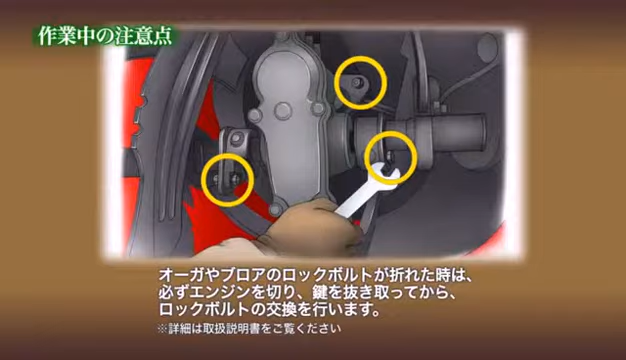 作業中の注意点
オーガやブロアのロックボルトが折れた時は、
必ずエンジンを切り、鍵を抜き取ってから、
ロックボルトの交換を行います。
※詳細は取扱説明書をご覧ください